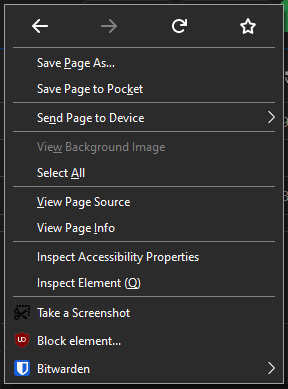 Save Page As...
Save Page to Pocket
Send Page to Device
View Background Image
Select All
View Page Source
View Page Info
Inspect Accessibility Properties
Inspect Element (Q)
Take a Screenshot
Block element...
Bitwarden